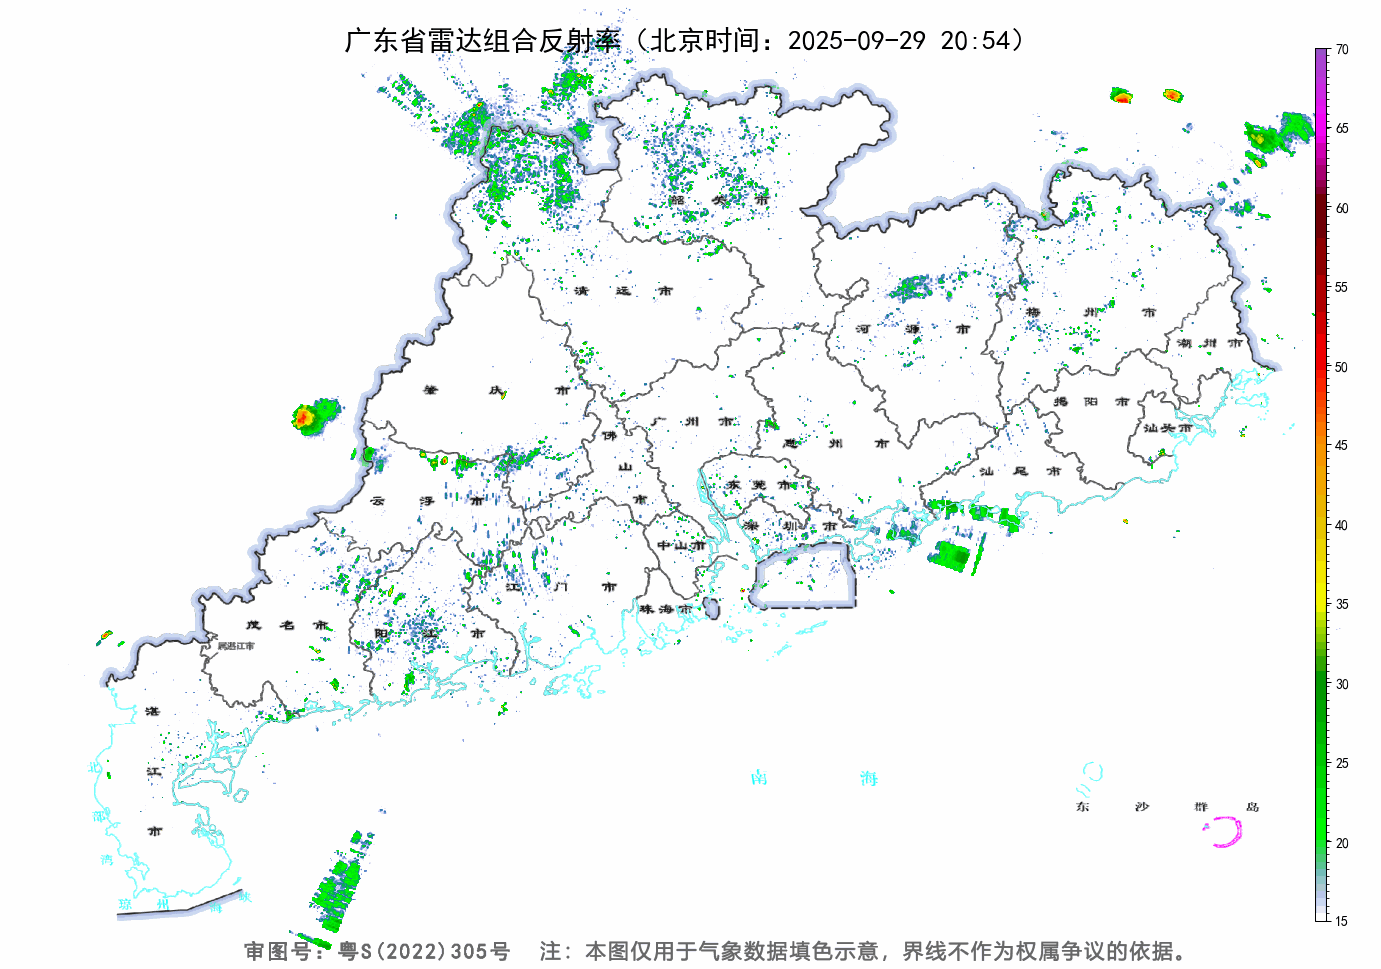 广东省雷达组合反射率（北京时间：2025-09-29 20:54）
70
65
60
55
50
45
40
35
30
25
20
15
韶关市
清远市
河源市
梅州市
潮州市
肇庆市
广州市
佛山市
惠州市
揭阳市
汕头市
汕尾市
云浮市
东莞市
深圳市
中山市
江门市
珠海市
茂名市
阳江市
属湛江市
湛江市
北部湾
琼州海峡
南海
东沙群岛
审图号：粤S(2022)305号 注：本图仅用于气象数据填色示意，界线不作为权属争议的依据。